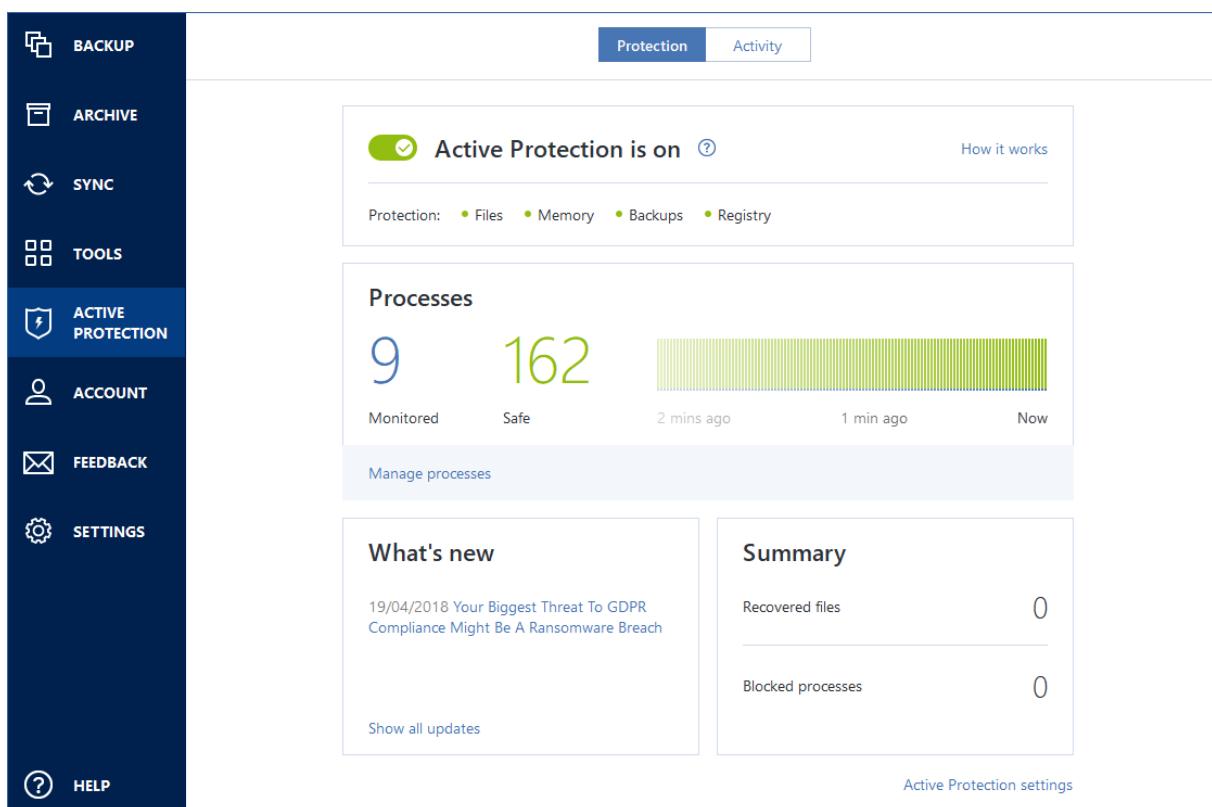 BACKUP
ARCHIVE
SYNC
TOOLS
ACTIVE
PROTECTION
ACCOUNT
FEEDBACK
SETTINGS
HELP
Protection Activity
Active Protection is on ? How it works
Protection: • Files • Memory • Backups • Registry
Processes
9 162
Monitored Safe 2 mins ago 1 min ago Now
Manage processes
What's new
19/04/2018 Your Biggest Threat To GDPR
Compliance Might Be A Ransomware Breach
Show all updates
Summary
Recovered files 0
Blocked processes 0
Active Protection settings